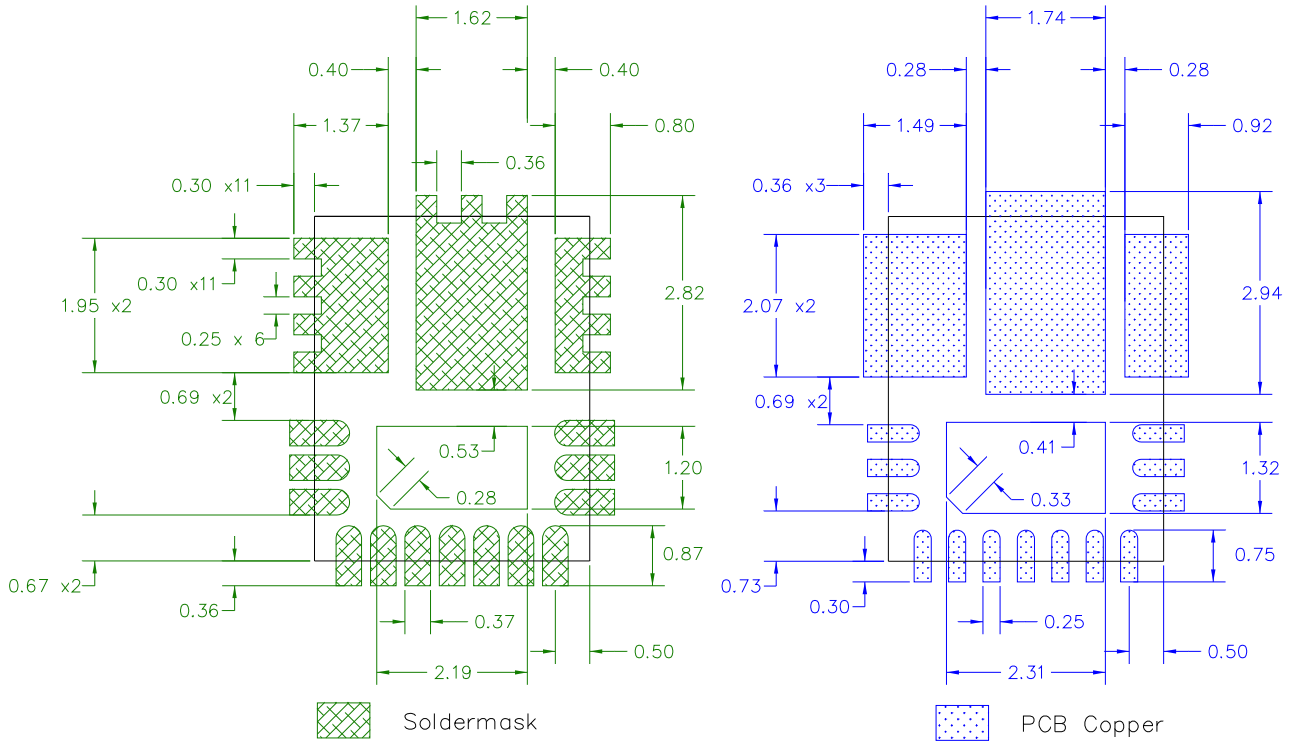 1.62
1.74
0.40
0.40
0.28
0.28
1.37
0.80
1.49
0.92
0.36
0.30 x11
0.36 x3
0.30 x11
1.95 x2
2.82
2.07 x2
2.94
0.25 x 6
0.69 x2
0.69 x2
0.53
0.41
1.20
1.32
0.28
0.33
0.87
0.75
0.67 x2
0.73
0.36
0.30
0.37
0.25
0.50
0.50
2.19
2.31
Soldermask
PCB Copper